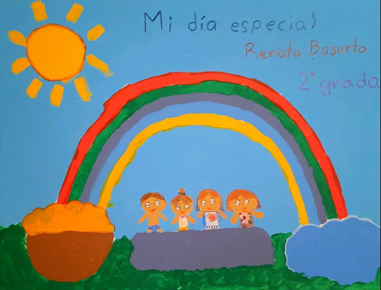 Mi día especial
Renata Basurto
2° grado